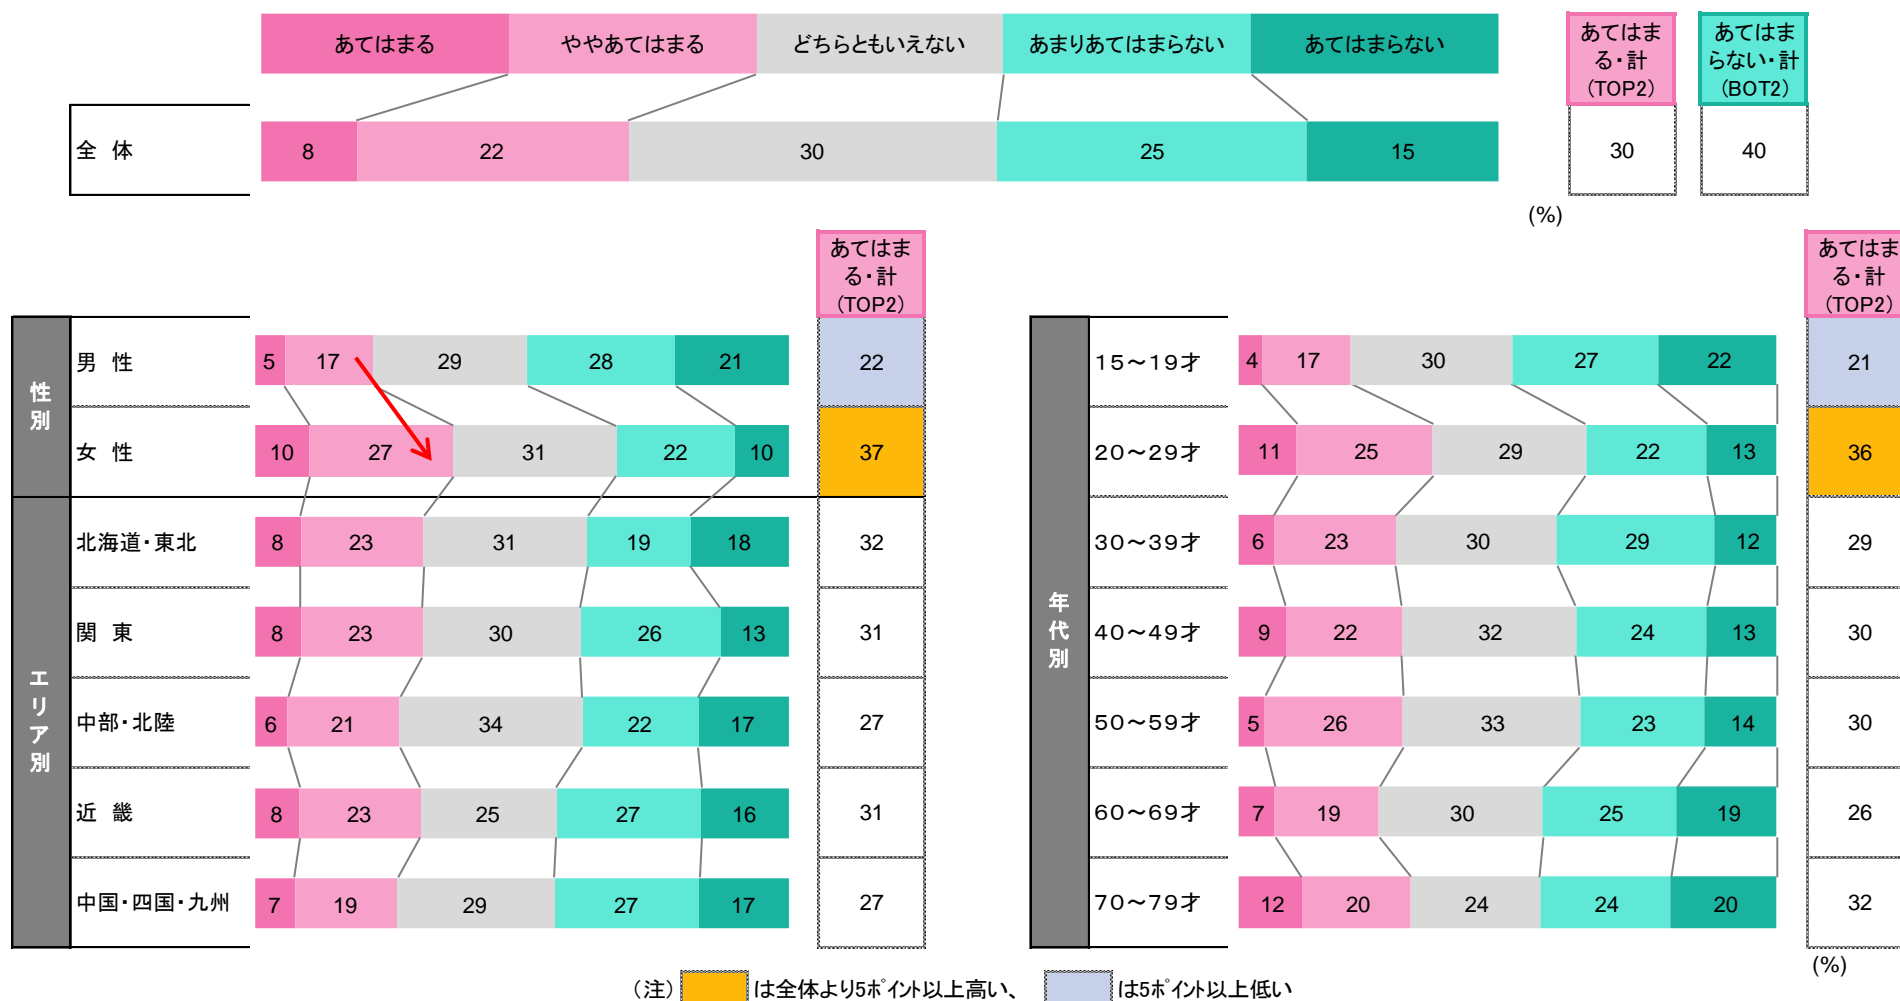 あてはまる ややあてはまる どちらともいえない あまりあてはまらない あてはまらない
あてはま
る・計
(TOP2)
あてはま
らない・計
(BOT2)
全 体 8 22 30 25 15 30 40
(%)
あてはま
る・計
(TOP2)
性別
男 性 5 17 29 28 21 22
女 性 10 27 31 22 10 37
エリア別
北海道・東北 8 23 31 19 18 32
関 東 8 23 30 26 13 31
中部・北陸 6 21 34 22 17 27
近 畿 8 23 25 27 16 31
中国・四国・九州 7 19 29 27 17 27
あてはま
る・計
(TOP2)
年代別
15～19才 4 17 30 27 22 21
20～29才 11 25 29 22 13 36
30～39才 6 23 30 29 12 29
40～49才 9 22 32 24 13 30
50～59才 5 26 33 23 14 30
60～69才 7 19 30 25 19 26
70～79才 12 20 24 24 20 32
(%)
(注) は全体より5ﾎﾟｲﾝﾄ以上高い、 は5ﾎﾟｲﾝﾄ以上低い